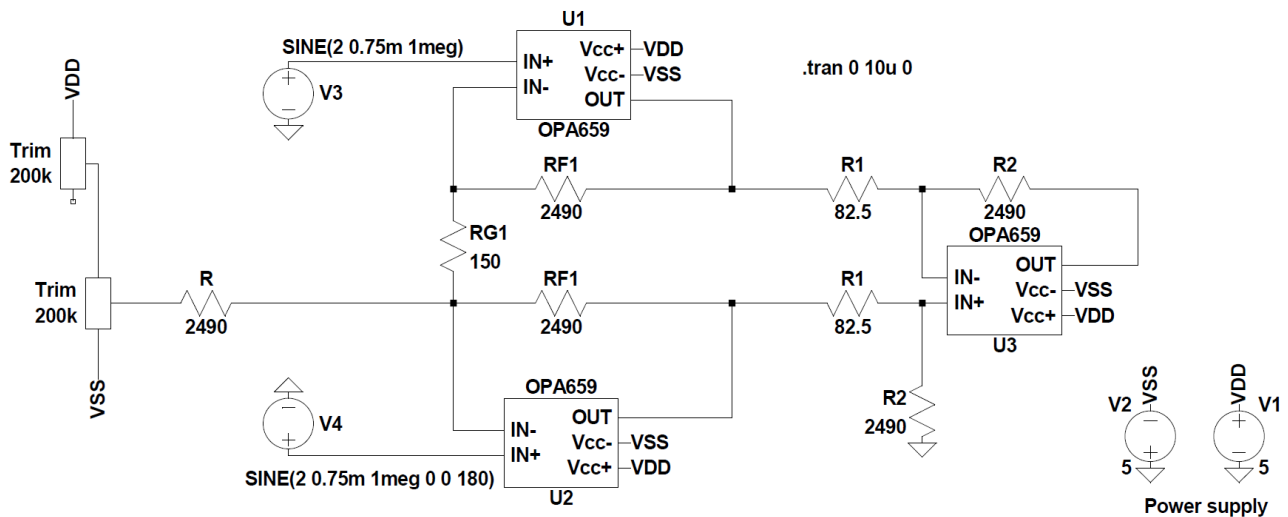 U1
SINE(2 0.75m 1meg)
V3
IN+
IN-
Vcc+
Vcc-
OUT
VDD
VSS
OPA659
.tran 0 10u 0
VDD
Trim
200k
RF1
2490
R1
82.5
R2
2490
RG1
150
OPA659
IN-
IN+
OUT
Vcc-
Vcc+
VSS
VDD
U3
Trim
200k
VSS
R
2490
RF1
2490
R1
82.5
R2
2490
V4
SINE(2 0.75m 1meg 0 0 180)
OPA659
IN-
IN+
OUT
Vcc-
Vcc+
VSS
VDD
U2
V2
VSS
5
VDD
V1
5
Power supply